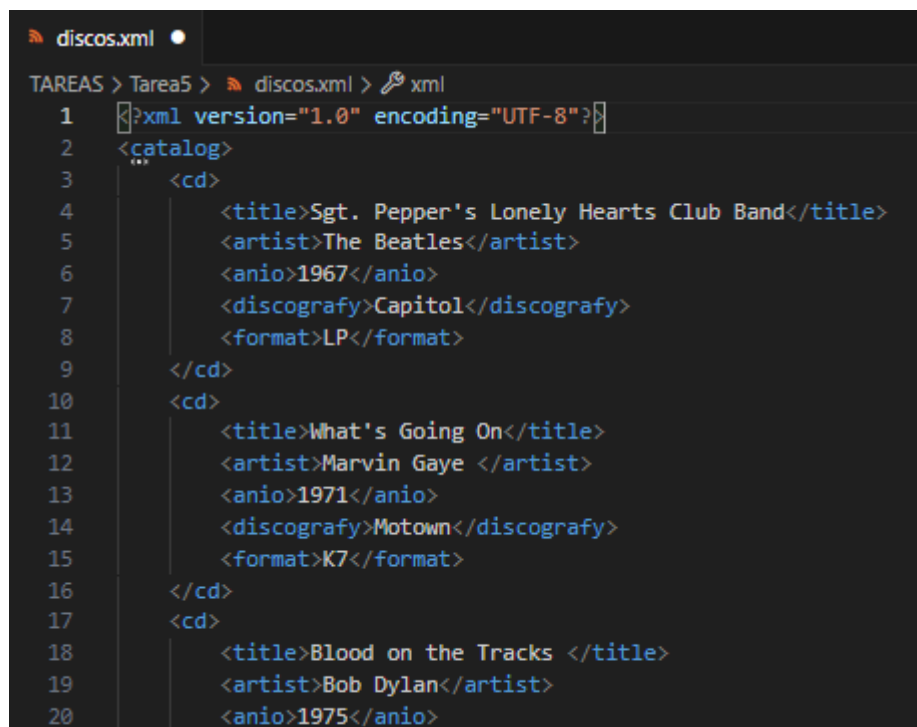 discos.xml ●
TAREAS > Tarea5 > discos.xml > xml
1 <?xml version="1.0" encoding="UTF-8"?>
2 <catalog>
3 <cd>
4 <title>Sgt. Pepper's Lonely Hearts Club Band</title>
5 <artist>The Beatles</artist>
6 <anio>1967</anio>
7 <discografy>Capitol</discografy>
8 <format>LP</format>
9 </cd>
10 <cd>
11 <title>What's Going On</title>
12 <artist>Marvin Gaye </artist>
13 <anio>1971</anio>
14 <discografy>Motown</discografy>
15 <format>K7</format>
16 </cd>
17 <cd>
18 <title>Blood on the Tracks </title>
19 <artist>Bob Dylan</artist>
20 <anio>1975</anio>